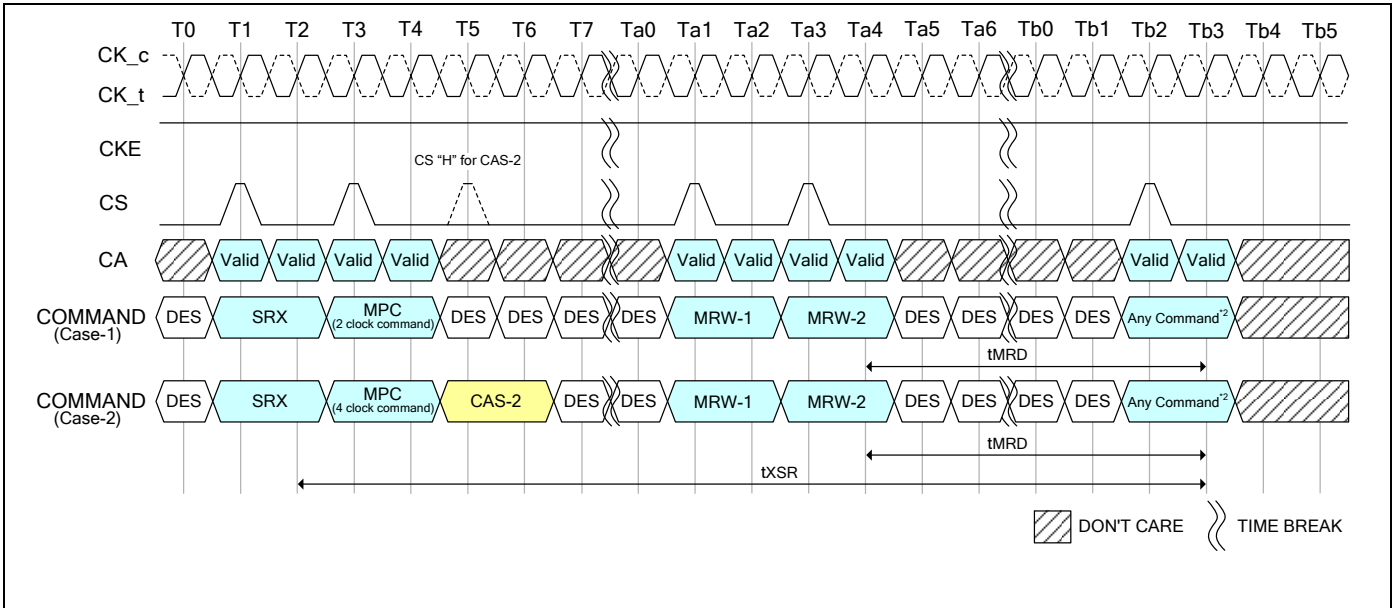 T0 T1 T2 T3 T4 T5 T6 T7 Ta0 Ta1 Ta2 Ta3 Ta4 Ta5 Ta6 Tb0 Tb1 Tb2 Tb3 Tb4 Tb5
CK_c
CK_t
CKE
CS "H" for CAS-2
CS
CA Valid Valid Valid Valid Valid Valid Valid Valid Valid Valid
COMMAND (Case-1) DES SRX MPC (2 clock command) DES DES DES DES MRW-1 MRW-2 DES DES DES DES Any Command*2
tMRD
COMMAND (Case-2) DES SRX MPC (4 clock command) CAS-2 DES DES MRW-1 MRW-2 DES DES DES DES Any Command*2
tMRD
tXSR
DON'T CARE TIME BREAK